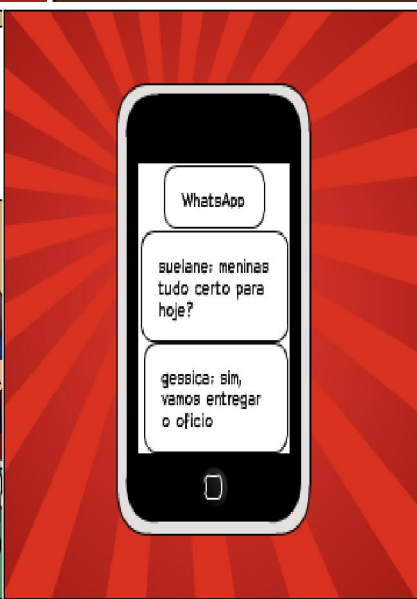 WhatsApp
suelane: meninas
tudo certo para
hoje?
gessica: sim,
vamos entregar
o oficio